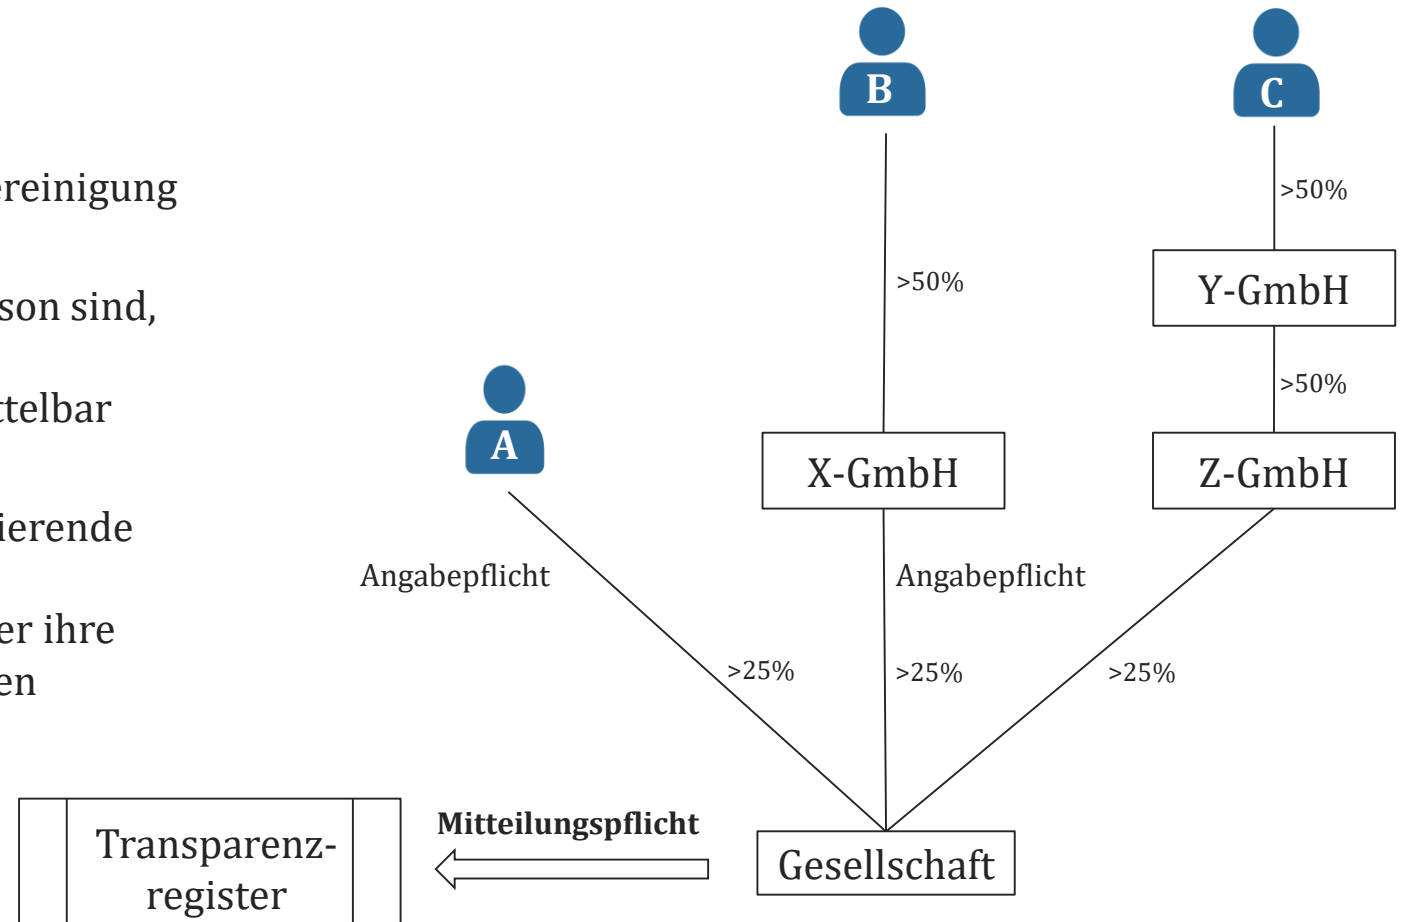 B
C
ereinigung
>50%
>50%
Y-GmbH
son sind,
>50%
ttelbar
A
X-GmbH
Z-GmbH
ierende
Angabepflicht
Angabepflicht
er ihre
>25%
>25%
>25%
en
Mitteilungspflicht
Transparenz-
register
Gesellschaft